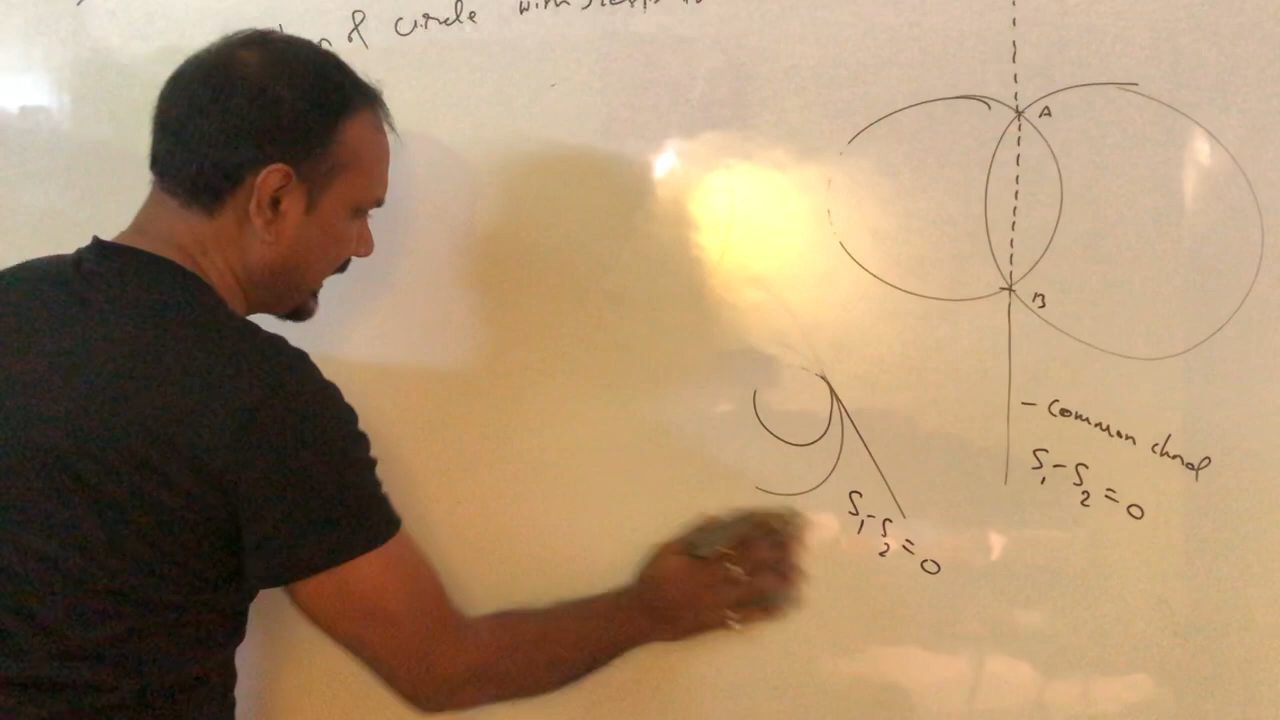 of circle with
A
B
- Common chord
S₁ - S₂ = 0
S₁ - S₂ = 0